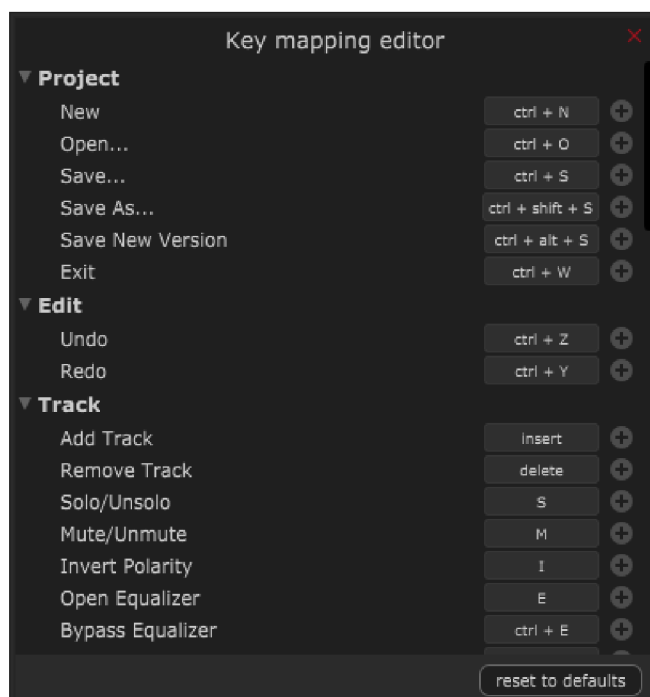 Key mapping editor
Project
New ctrl + N
Open... ctrl + O
Save... ctrl + S
Save As... ctrl + shift + S
Save New Version ctrl + alt + S
Exit ctrl + W
Edit
Undo ctrl + Z
Redo ctrl + Y
Track
Add Track insert
Remove Track delete
Solo/Unsolo S
Mute/Unmute M
Invert Polarity I
Open Equalizer E
Bypass Equalizer ctrl + E
reset to defaults